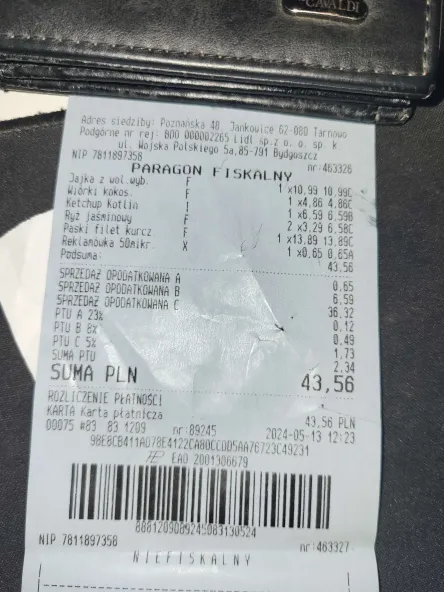 CAVALDI
Adres siedziby: Poznańska 48, Jankowice 62-080 Tarnowo
Podgórne nr rej: BDO 000002265 Lidl sp.z o. o. sp. k
ul. Wojska Polskiego 5a,85-791 Bydgoszcz
NIP 7811897358 nr:463326
PARAGON FISKALNY
Jajka z wol.wyb. F 1 x10,99 10,99C
Wiórki kokos. F 1 x4,86 4,86C
Ketchup Kotlin I 1 x6,59 6,59B
Ryż jaśminowy F 2 x3,29 6,58C
Paski filet kurcz F 1 x13,89 13,89C
Reklamówka 50mikr. X 1 x0,65 0,65A
Podsuma: 43,56
SPRZEDAŻ OPODATKOWANA A 0,65
SPRZEDAŻ OPODATKOWANA B 6,59
SPRZEDAŻ OPODATKOWANA C 36,32
PTU A 23% 0,12
PTU B 8% 0,49
PTU C 5% 1,73
SUMA PTU 2,34
SUMA PLN 43,56
ROZLICZENIE PŁATNOŚCI
KARTA Karta płatnicza 43,56 PLN
00075 #83 83 1209 nr:89245 2024-05-13 12:23
9BE8CB411AD78E4122CA80CCDD5AA76723C49231
EAO 2001306679
888120908924583130524
NIP 7811897358 nr:463327
NIEFISKALNY